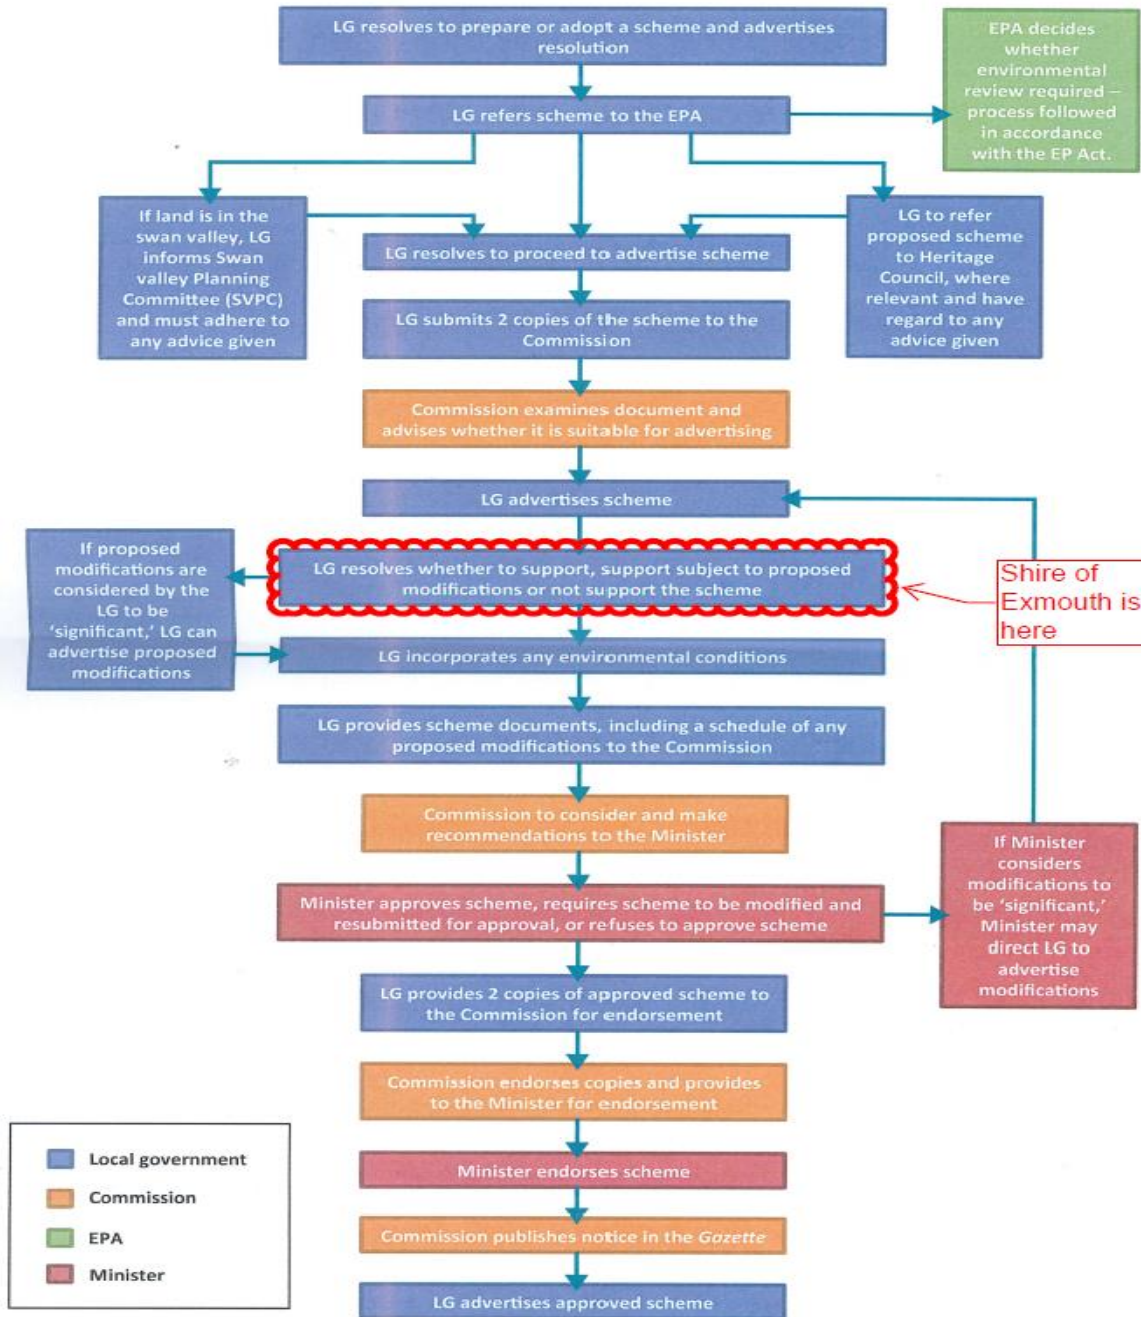 LG resolves to prepare or adopt a scheme and advertises
resolution
EPA decides
whether
environmental
review required –
process followed
in accordance
with the EP Act.
LG refers scheme to the EPA
If land is in the
swan valley, LG
informs Swan
valley Planning
Committee (SVPC)
and must adhere to
any advice given
LG resolves to proceed to advertise scheme
LG to refer
proposed scheme
to Heritage
Council, where
relevant and have
regard to any
advice given
LG submits 2 copies of the scheme to the
Commission
Commission examines document and
advises whether it is suitable for advertising
LG advertises scheme
If proposed
modifications are
considered by the
LG to be
‘significant,’ LG can
advertise proposed
modifications
LG resolves whether to support, support subject to proposed
modifications or not support the scheme
Shire of
Exmouth is
here
LG incorporates any environmental conditions
LG provides scheme documents, including a schedule of any
proposed modifications to the Commission
Commission to consider and make
recommendations to the Minister
Minister approves scheme, requires scheme to be modified and
resubmitted for approval, or refuses to approve scheme
If Minister
considers
modifications to
be ‘significant,’
Minister may
direct LG to
advertise
modifications
LG provides 2 copies of approved scheme to
the Commission for endorsement
Commission endorses copies and provides
to the Minister for endorsement
Minister endorses scheme
Commission publishes notice in the Gazette
LG advertises approved scheme
Local government
Commission
EPA
Minister